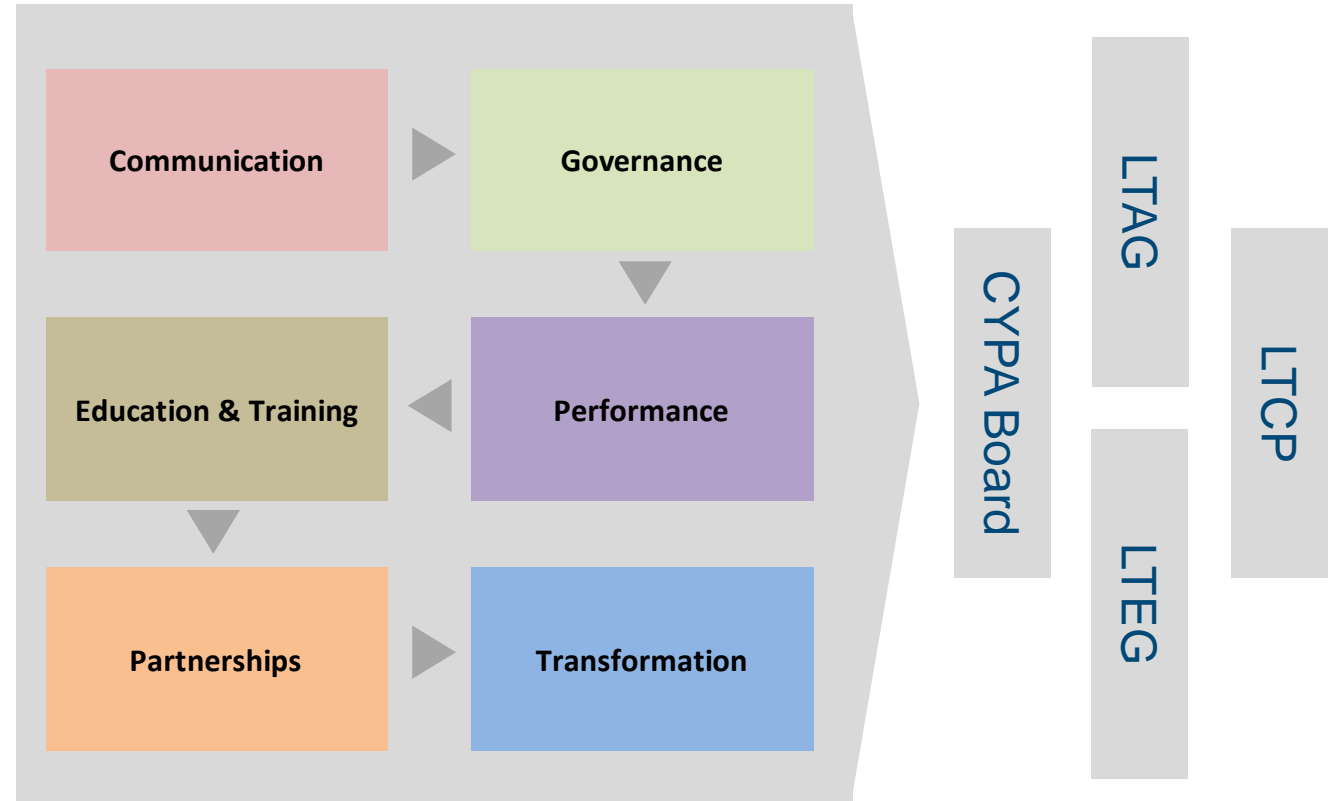 Communication
Governance
Education & Training
Performance
Partnerships
Transformation
CYPA Board
LTAG
LTEG
LTCP